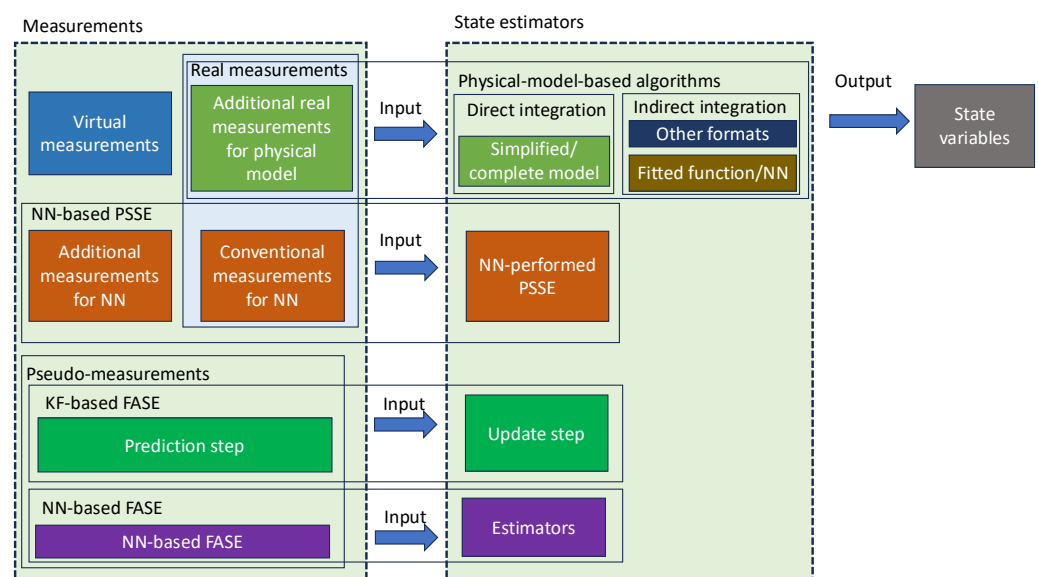 Measurements
State estimators
Real measurements
Physical-model-based algorithms
Output
Virtual
measurements
Additional real
measurements
for physical
model
Input
Direct integration
Simplified/
complete model
Indirect integration
Other formats
Fitted function/NN
State
variables
NN-based PSSE
Additional
measurements
for NN
Conventional
measurements
for NN
Input
NN-performed
PSSE
Pseudo-measurements
KF-based FASE
Prediction step
Input
Update step
NN-based FASE
NN-based FASE
Input
Estimators